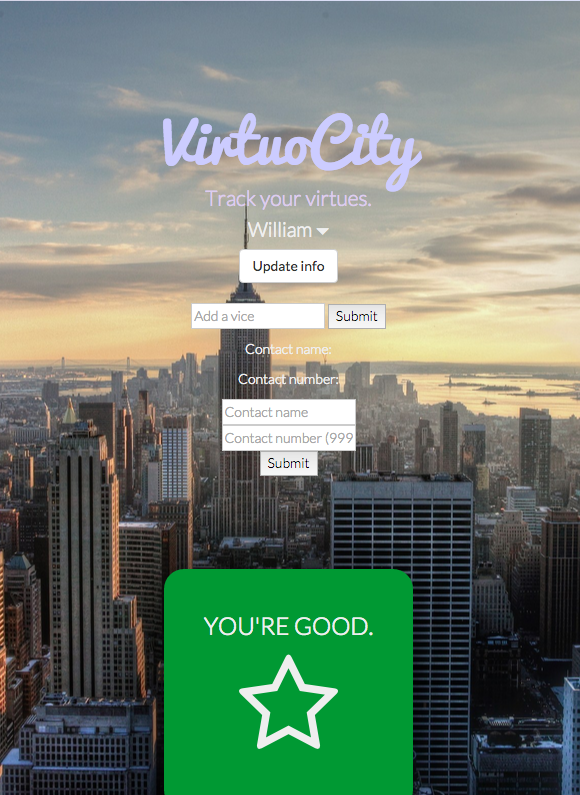 VirtuoCity
Track your virtues.
William
Update info
Add a vice Submit
Contact name:
Contact number:
Contact name
Contact number (999
Submit
YOU'RE GOOD.